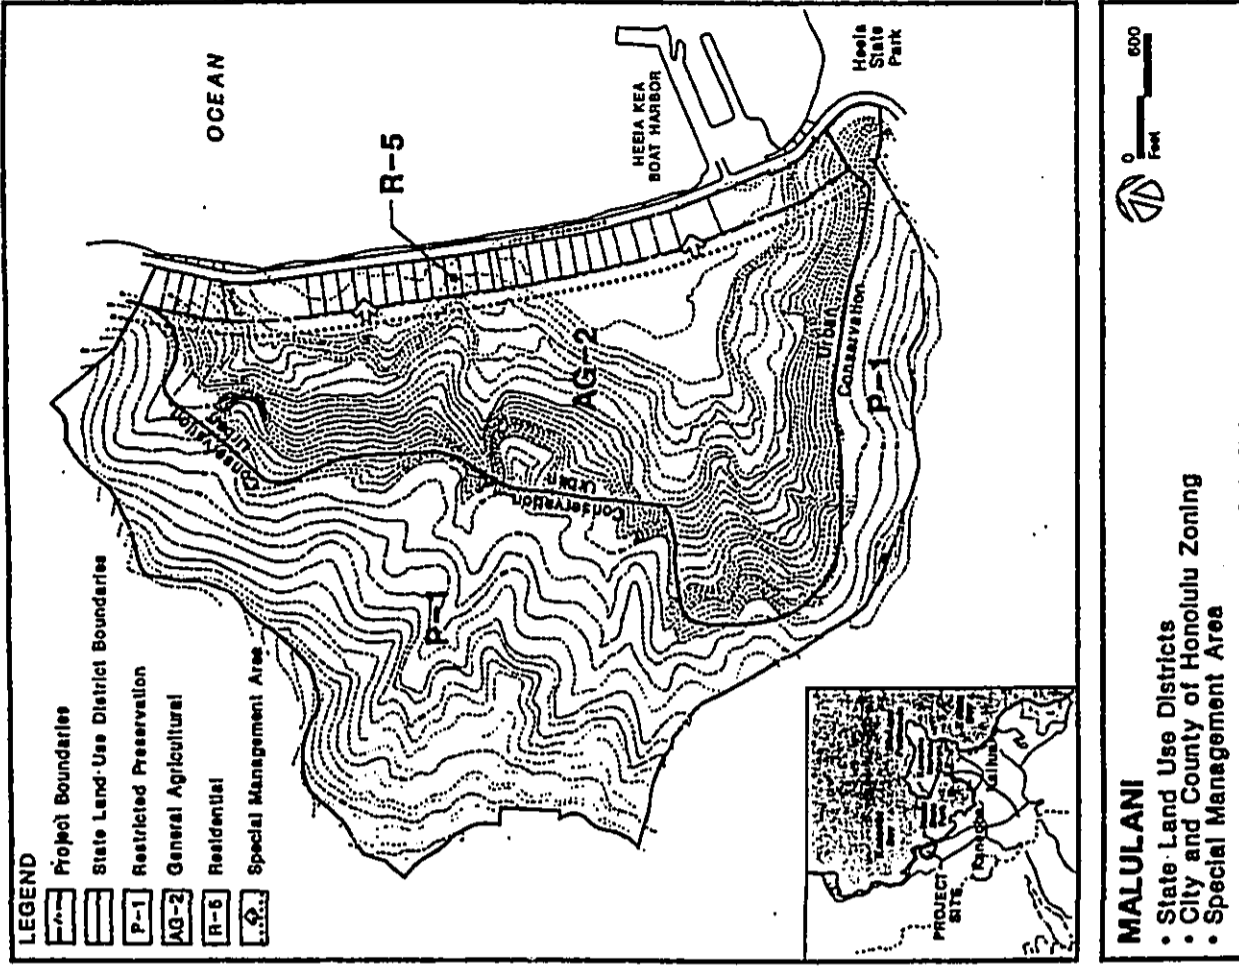 LEGEND
Project Boundaries
State Land Use District Boundaries
P-1 Restricted Preservation
AG-2 General Agricultural
R-5 Residential
Special Management Area
OCEAN
R-5
HEEIA KEA
BOAT HARBOR
Heeia
State
Park
Conservation
Urban
AG-2
Urban
Conservation
Urban
Conservation
P-1
P-1
PROJECT
SITE
Kaneohe
Kailua
MALULANI
• State Land Use Districts
• City and County of Honolulu Zoning
• Special Management Area
0
600
Feet